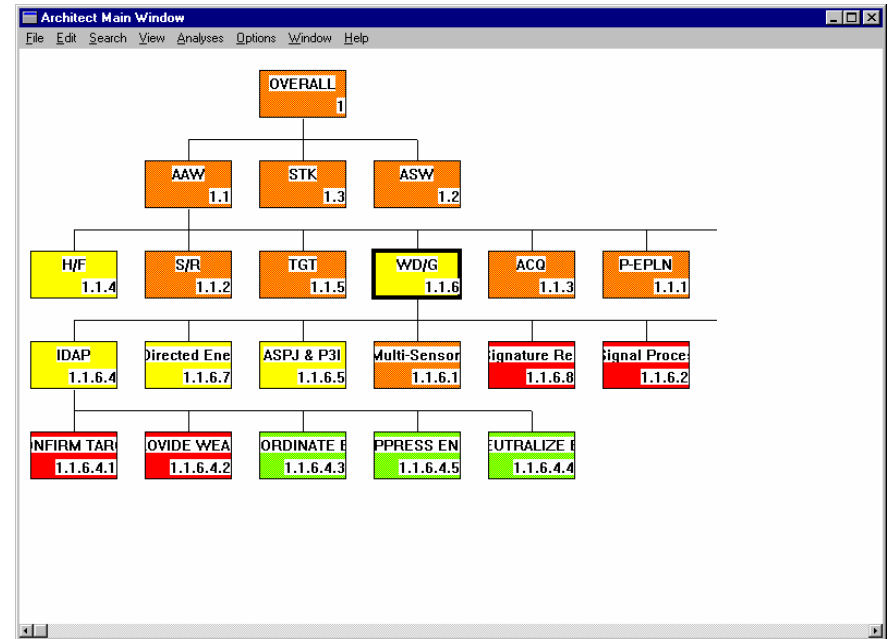 Architect Main Window
File Edit Search View Analyses Options Window Help
OVERALL
1
AAW STK ASW
1.1 1.3 1.2
H/F S/R TGT WD/G ACQ P-EPLN
1.1.4 1.1.2 1.1.5 1.1.6 1.1.3 1.1.1
IDAP Directed Ene ASPJ & P3I Multi-Sensor ignature Re ignal Proce
1.1.6.4 1.1.6.7 1.1.6.5 1.1.6.1 1.1.6.8 1.1.6.2
NFIRM TAR OVIDE WEA ORDINATE E PPRESS EN EUTRALIZE
1.1.6.4.1 1.1.6.4.2 1.1.6.4.3 1.1.6.4.5 1.1.6.4.4